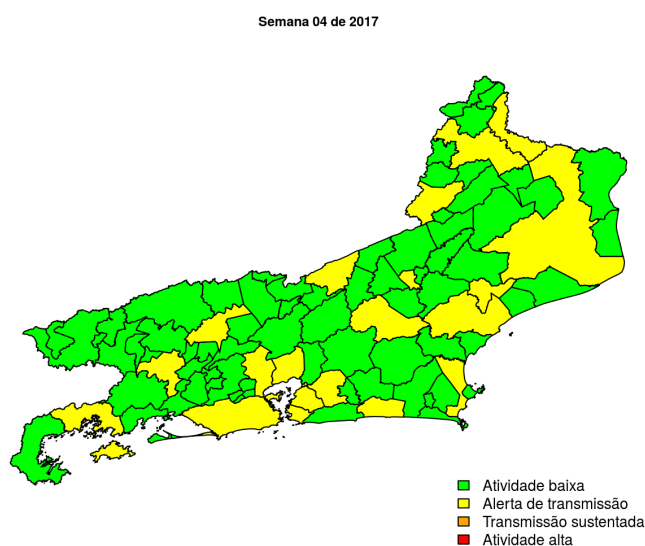 Semana 04 de 2017
Atividade baixa
Alerta de transmissão
Transmissão sustentada
Atividade alta